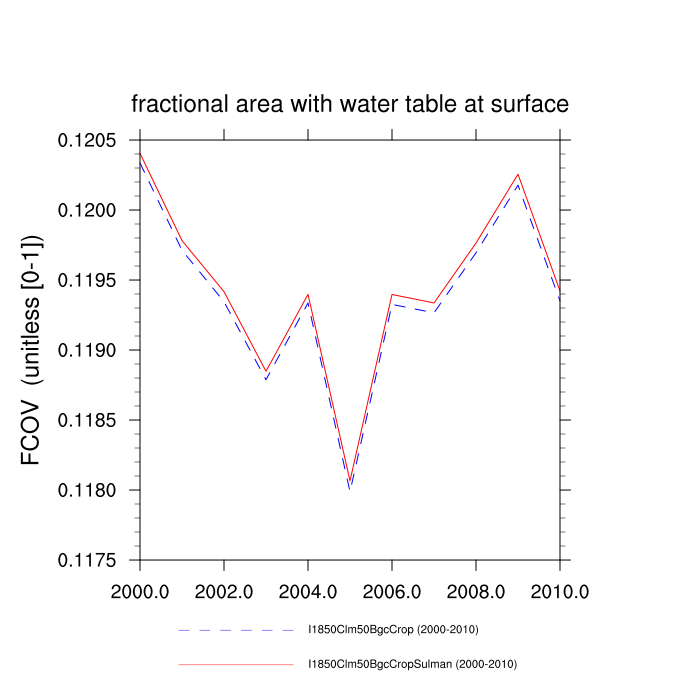 fractional area with water table at surface
FCOV (unitless [0-1])
0.1205
0.1200
0.1195
0.1190
0.1185
0.1180
0.1175
2000.0 2002.0 2004.0 2006.0 2008.0 2010.0
I1850Clm50BgcCrop (2000-2010)
I1850Clm50BgcCropSulman (2000-2010)